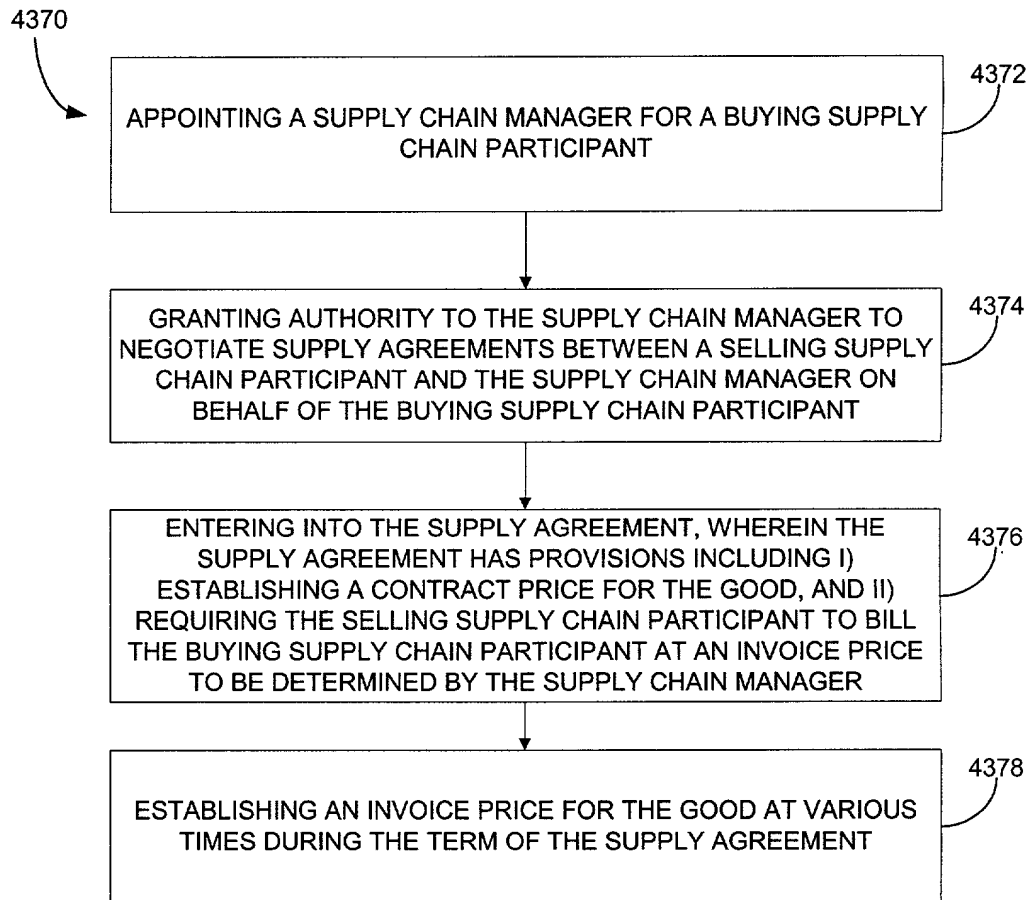 4370
4372
APPOINTING A SUPPLY CHAIN MANAGER FOR A BUYING SUPPLY
CHAIN PARTICIPANT
4374
GRANTING AUTHORITY TO THE SUPPLY CHAIN MANAGER TO
NEGOTIATE SUPPLY AGREEMENTS BETWEEN A SELLING SUPPLY
CHAIN PARTICIPANT AND THE SUPPLY CHAIN MANAGER ON
BEHALF OF THE BUYING SUPPLY CHAIN PARTICIPANT
4376
ENTERING INTO THE SUPPLY AGREEMENT, WHEREIN THE
SUPPLY AGREEMENT HAS PROVISIONS INCLUDING I)
ESTABLISHING A CONTRACT PRICE FOR THE GOOD, AND II)
REQUIRING THE SELLING SUPPLY CHAIN PARTICIPANT TO BILL
THE BUYING SUPPLY CHAIN PARTICIPANT AT AN INVOICE PRICE
TO BE DETERMINED BY THE SUPPLY CHAIN MANAGER
4378
ESTABLISHING AN INVOICE PRICE FOR THE GOOD AT VARIOUS
TIMES DURING THE TERM OF THE SUPPLY AGREEMENT